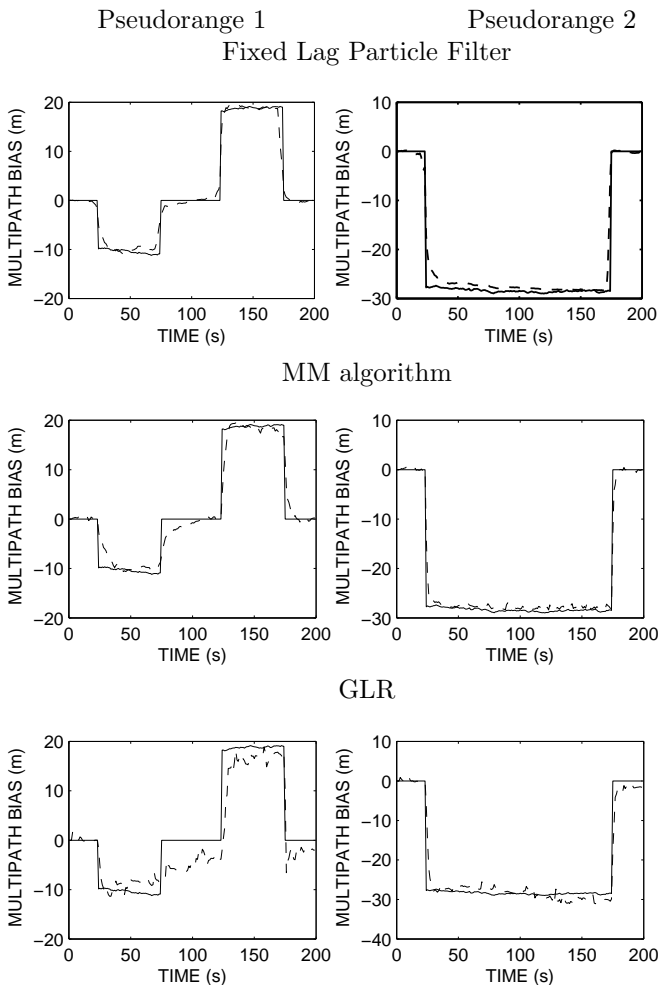 Pseudorange 1 Pseudorange 2
Fixed Lag Particle Filter
20
10
0
−10
−20
MULTIPATH BIAS (m)
0 50 100 150 200
TIME (s)
10
0
−10
−20
−30
MULTIPATH BIAS (m)
0 50 100 150 200
TIME (s)
MM algorithm
20
10
0
−10
−20
MULTIPATH BIAS (m)
0 50 100 150 200
TIME (s)
10
0
−10
−20
−30
MULTIPATH BIAS (m)
0 50 100 150 200
TIME (s)
GLR
20
10
0
−10
−20
MULTIPATH BIAS (m)
0 50 100 150 200
TIME (s)
10
0
−10
−20
−30
−40
MULTIPATH BIAS (m)
0 50 100 150 200
TIME (s)